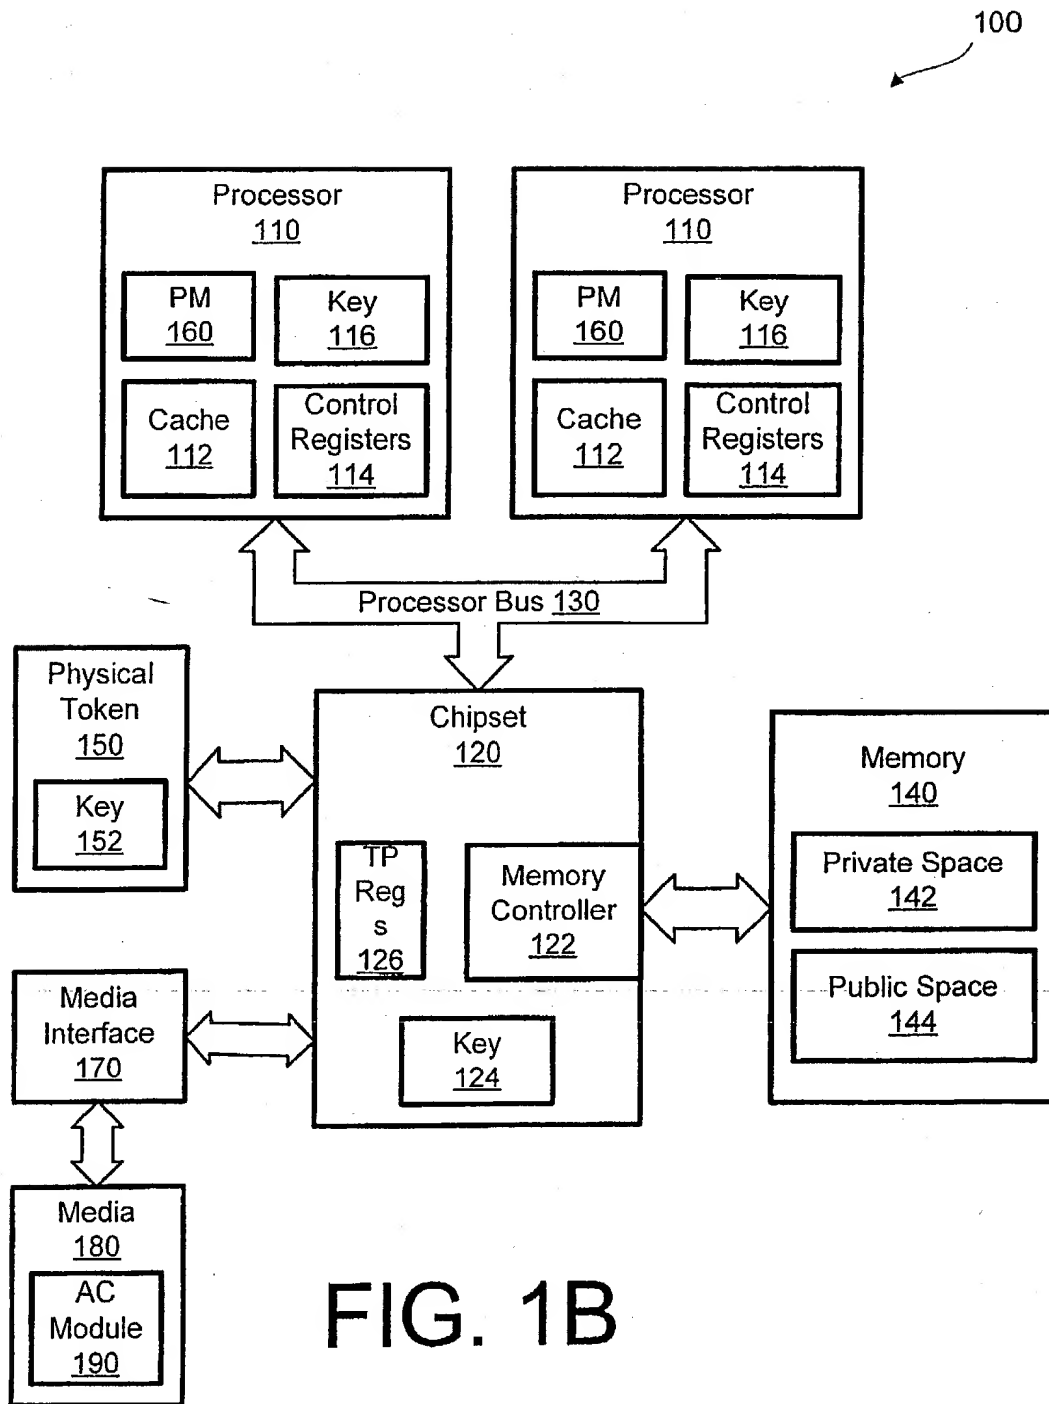 100
Processor
110
PM
160
Key
116
Cache
112
Control
Registers
114
Processor
110
PM
160
Key
116
Cache
112
Control
Registers
114
Processor Bus 130
Physical
Token
150
Key
152
Chipset
120
TP
Reg
s
126
Memory
Controller
122
Key
124
Memory
140
Private Space
142
Public Space
144
Media
Interface
170
Media
180
AC
Module
190
FIG. 1B